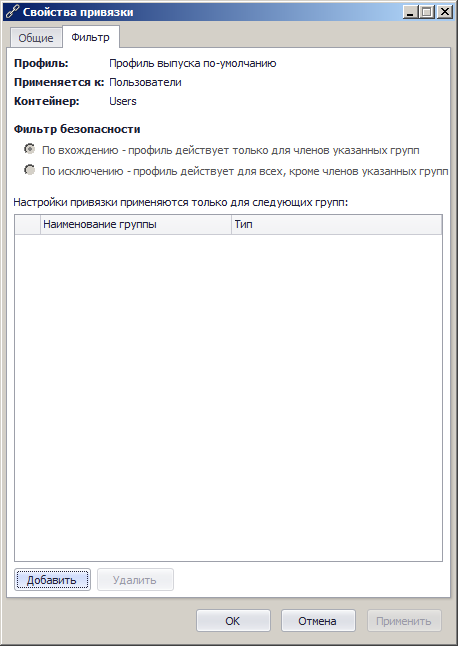 Свойства привязки
Общие Фильтр
Профиль: Профиль выпуска по-умолчанию
Применяется к: Пользователи
Контейнер: Users
Фильтр безопасности
По вхождению - профиль действует только для членов указанных групп
По исключению - профиль действует для всех, кроме членов указанных групп
Настройки привязки применяются только для следующих групп:
Наименование группы Тип
Добавить Удалить
OK Отмена Применить